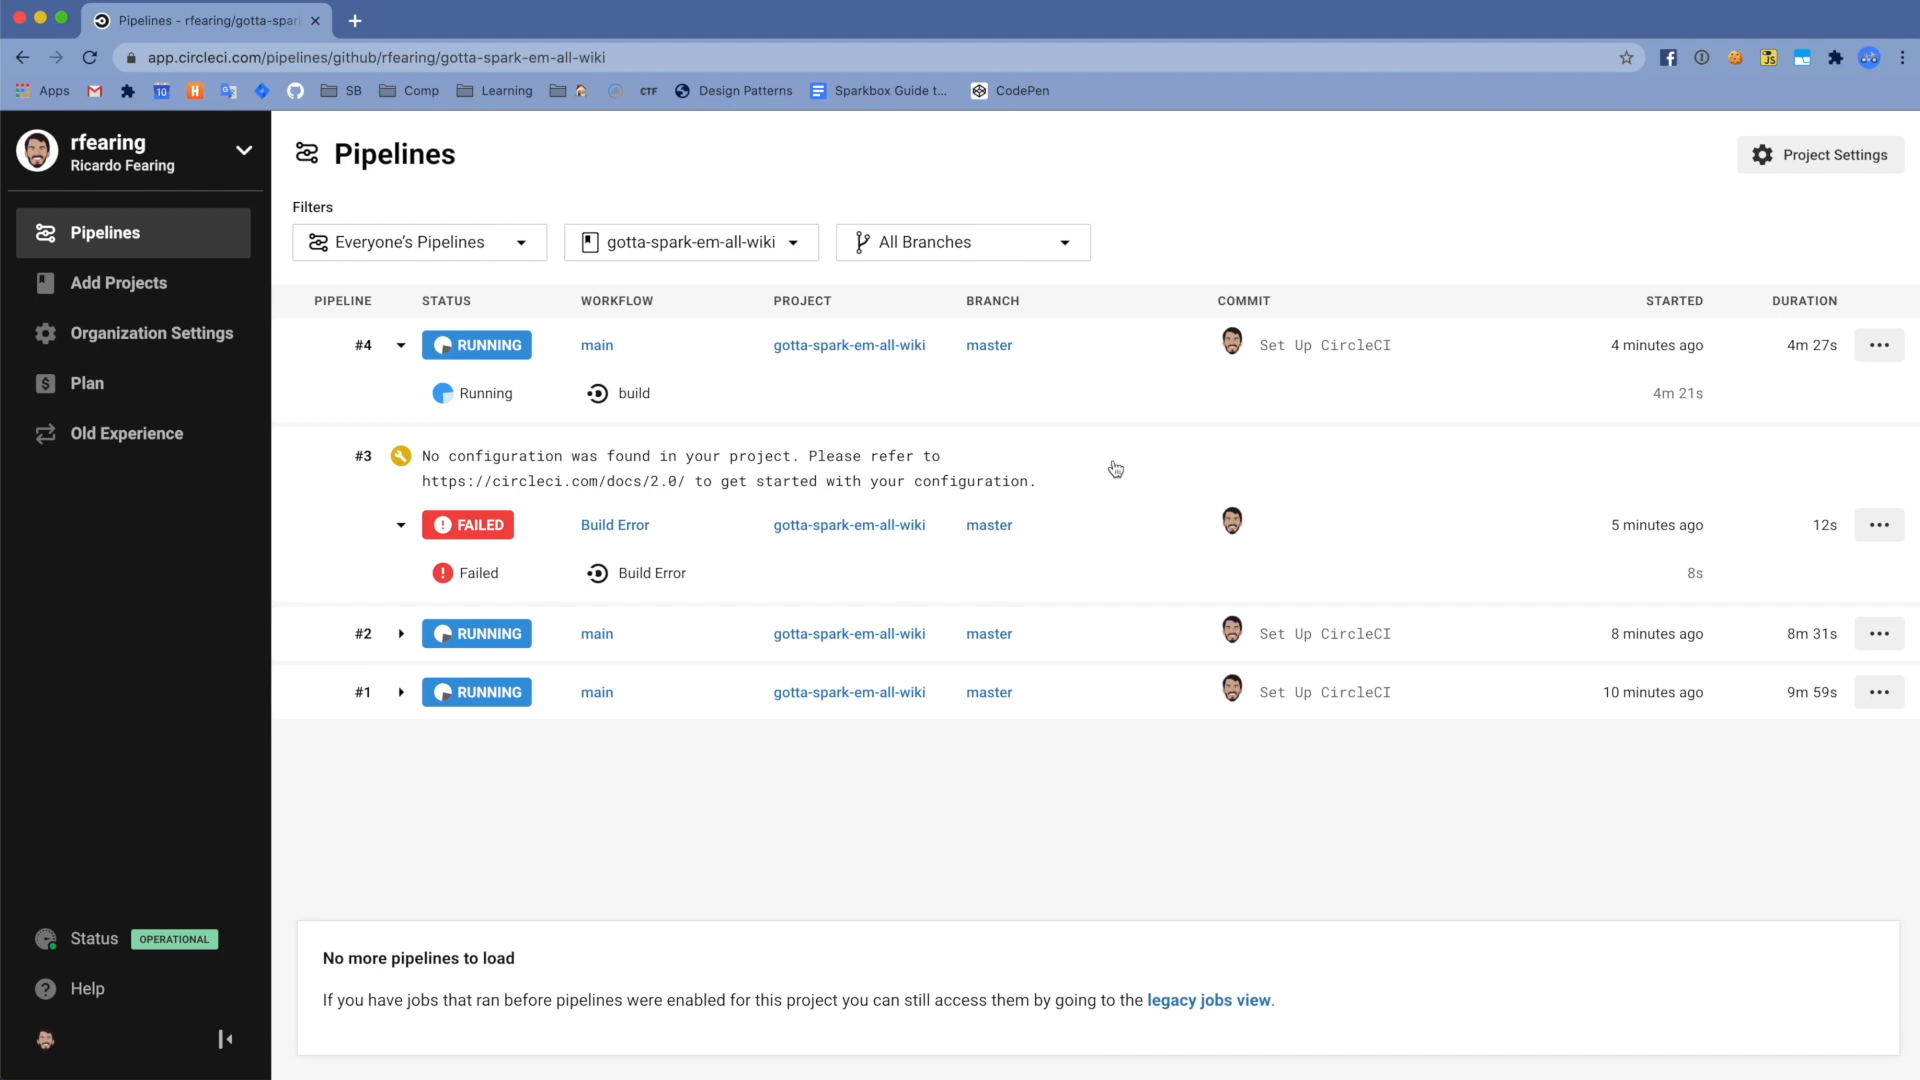 Pipelines - rfearing/gotta-spar
app.circleci.com/pipelines/github/rfearing/gotta-spark-em-all-wiki
Apps
10
H
SB
Comp
Learning
CTF
Design Patterns
Sparkbox Guide t...
CodePen
JS
rfearing
Ricardo Fearing
Pipelines
Add Projects
Organization Settings
Plan
Old Experience
Status OPERATIONAL
Help
Pipelines
Project Settings
Filters
Everyone's Pipelines
gotta-spark-em-all-wiki
All Branches
PIPELINE STATUS WORKFLOW PROJECT BRANCH COMMIT STARTED DURATION
#4 RUNNING main gotta-spark-em-all-wiki master Set Up CircleCI 4 minutes ago 4m 27s
Running build 4m 21s
#3 No configuration was found in your project. Please refer to
https://circleci.com/docs/2.0/ to get started with your configuration.
FAILED Build Error gotta-spark-em-all-wiki master 5 minutes ago 12s
Failed Build Error 8s
#2 RUNNING main gotta-spark-em-all-wiki master Set Up CircleCI 8 minutes ago 8m 31s
#1 RUNNING main gotta-spark-em-all-wiki master Set Up CircleCI 10 minutes ago 9m 59s
No more pipelines to load
If you have jobs that ran before pipelines were enabled for this project you can still access them by going to the legacy jobs view.